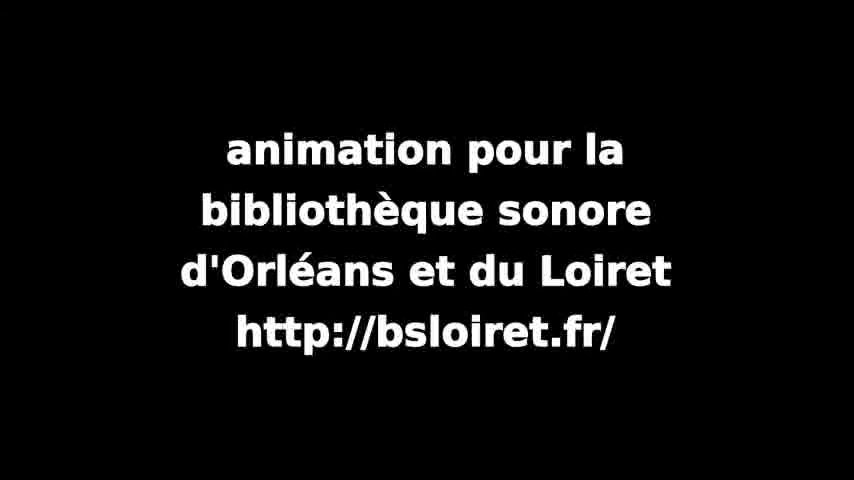 animation pour la
bibliothèque sonore
d'Orléans et du Loiret
http://bsloiret.fr/